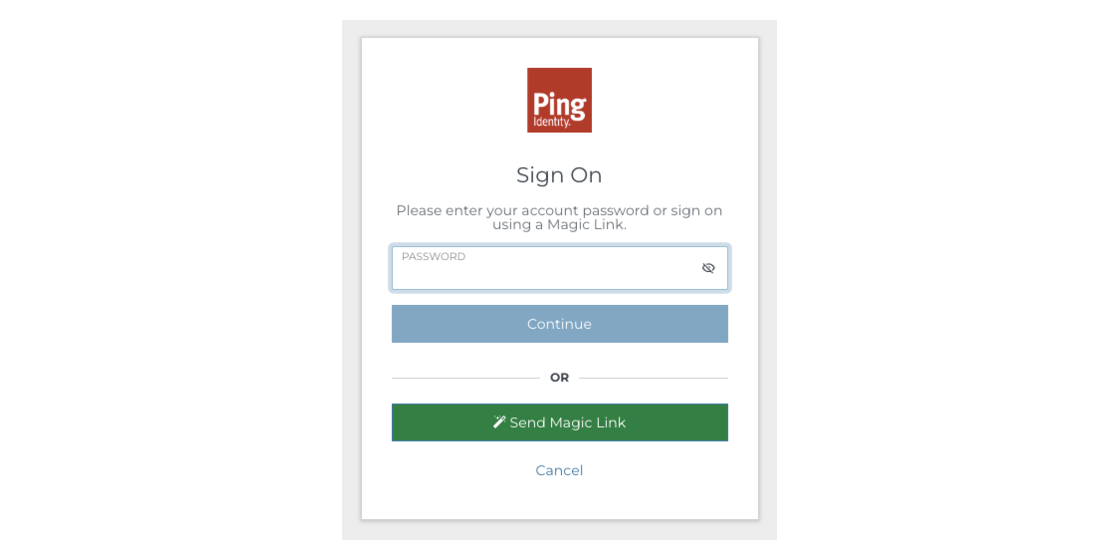 Ping
Identity.
Sign On
Please enter your account password or sign on
using a Magic Link.
PASSWORD
Continue
OR
Send Magic Link
Cancel